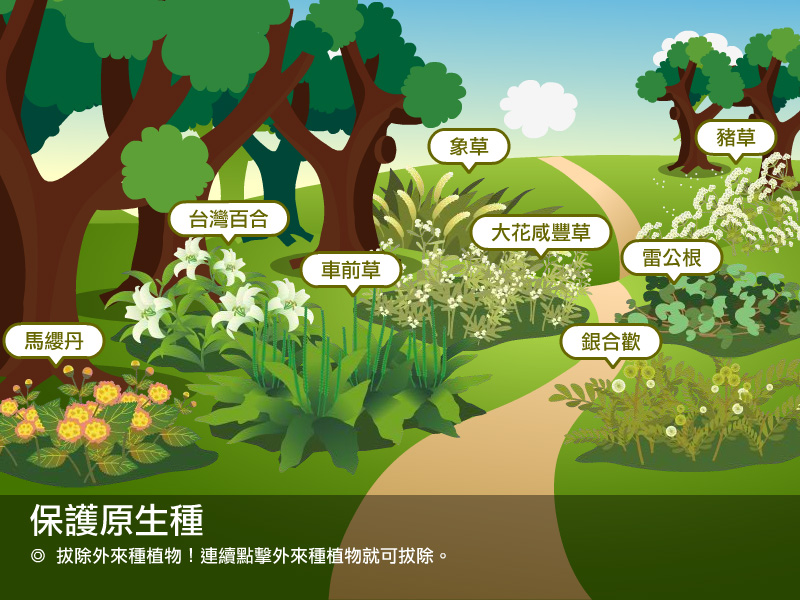 豬草
象草
台灣百合
大花咸豐草
雷公根
車前草
馬纓丹
銀合歡
保護原生種
◎ 拔除外來種植物！連續點擊外來種植物就可拔除。